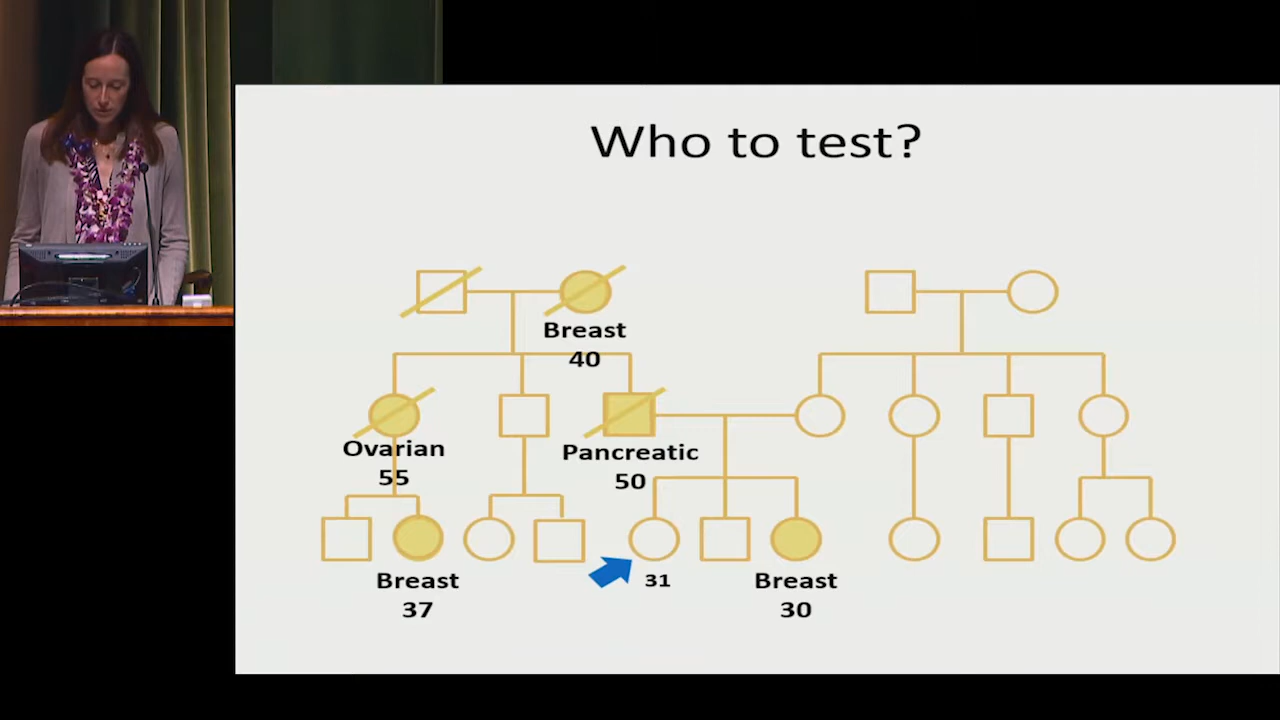 Who to test?
Breast
40
Ovarian
55
Pancreatic
50
Breast
37
31
Breast
30